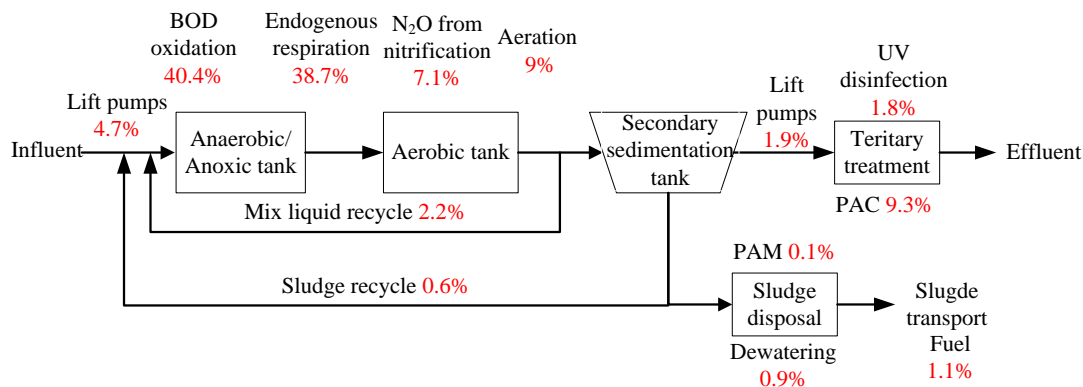 BOD
oxidation
40.4%
Endogenous
respiration
38.7%
N₂O from
nitrification
7.1%
Aeration
9%
UV
disinfection
1.8%
Lift pumps
4.7%
Lift
pumps
1.9%
Influent
Anaerobic/
Anoxic tank
Aerobic tank
Secondary
sedimentation
tank
Teritary
treatment
Effluent
PAC 9.3%
Mix liquid recycle 2.2%
Sludge recycle 0.6%
PAM 0.1%
Sludge
disposal
Dewatering
0.9%
Slugde
transport
Fuel
1.1%